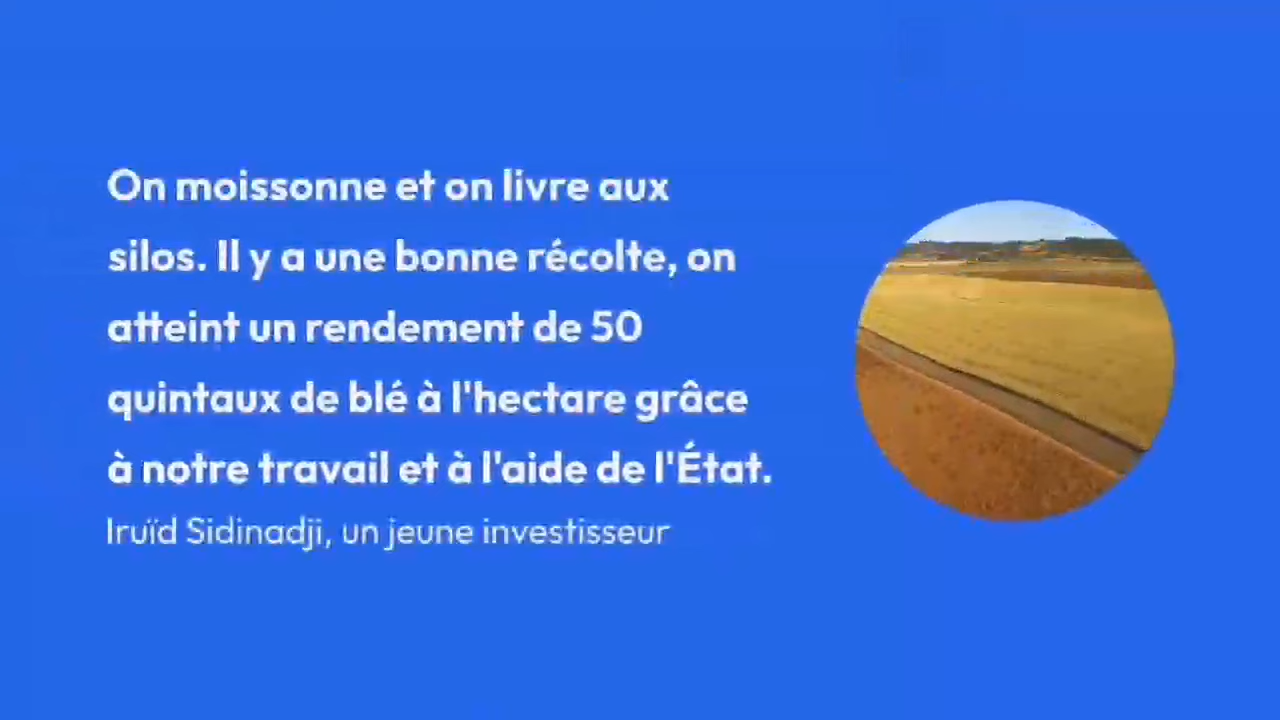 On moissonne et on livre aux
silos. Il y a une bonne récolte, on
atteint un rendement de 50
quintaux de blé à l'hectare grâce
à notre travail et à l'aide de l'État.
Iruïd Sidinadji, un jeune investisseur